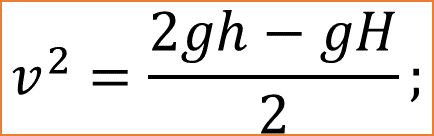 v² = (2gh − gH)/2;